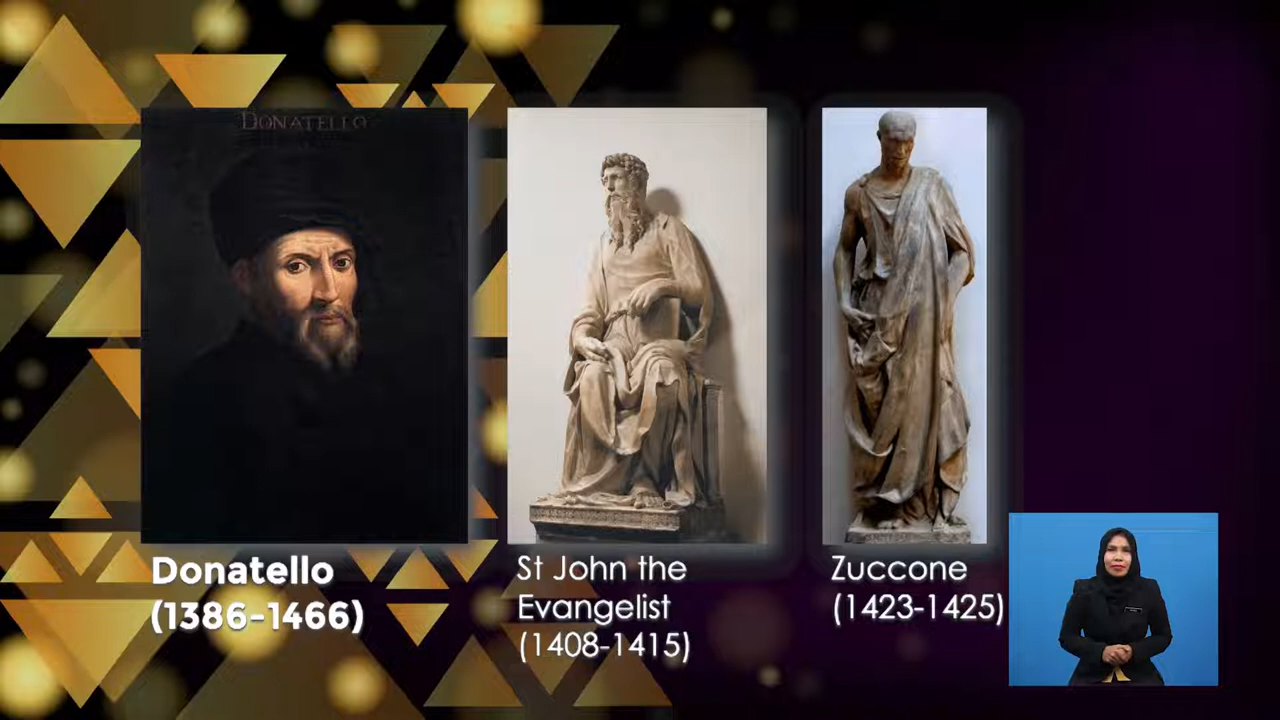 DONATELLO
Donatello
(1386-1466)
St John the
Evangelist
(1408-1415)
Zuccone
(1423-1425)